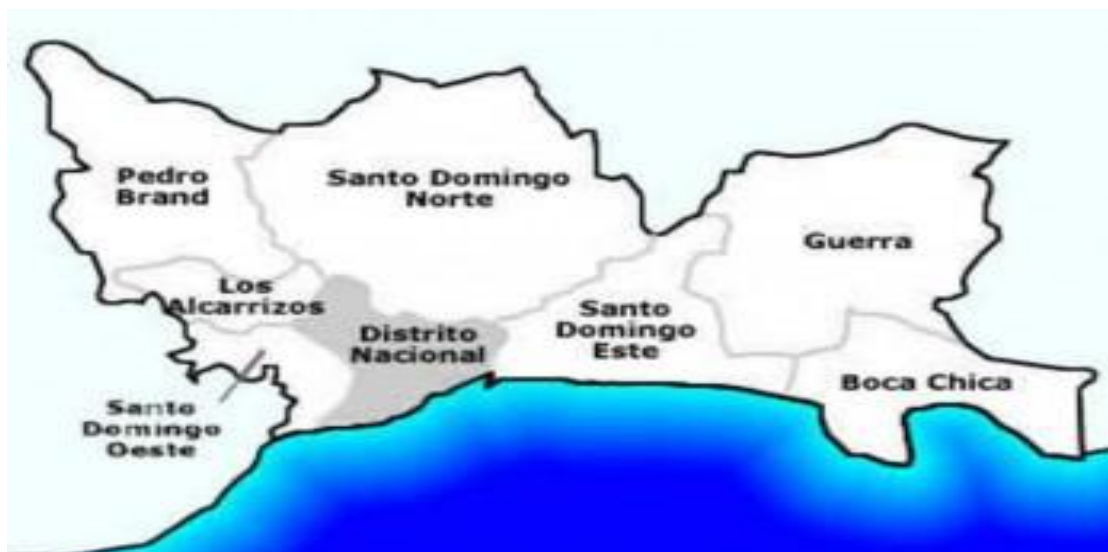 Pedro
Brand
Santo Domingo
Norte
Guerra
Los
Alcarrizos
Distrito
Nacional
Santo
Domingo
Este
Boca Chica
Santo
Domingo
Oeste